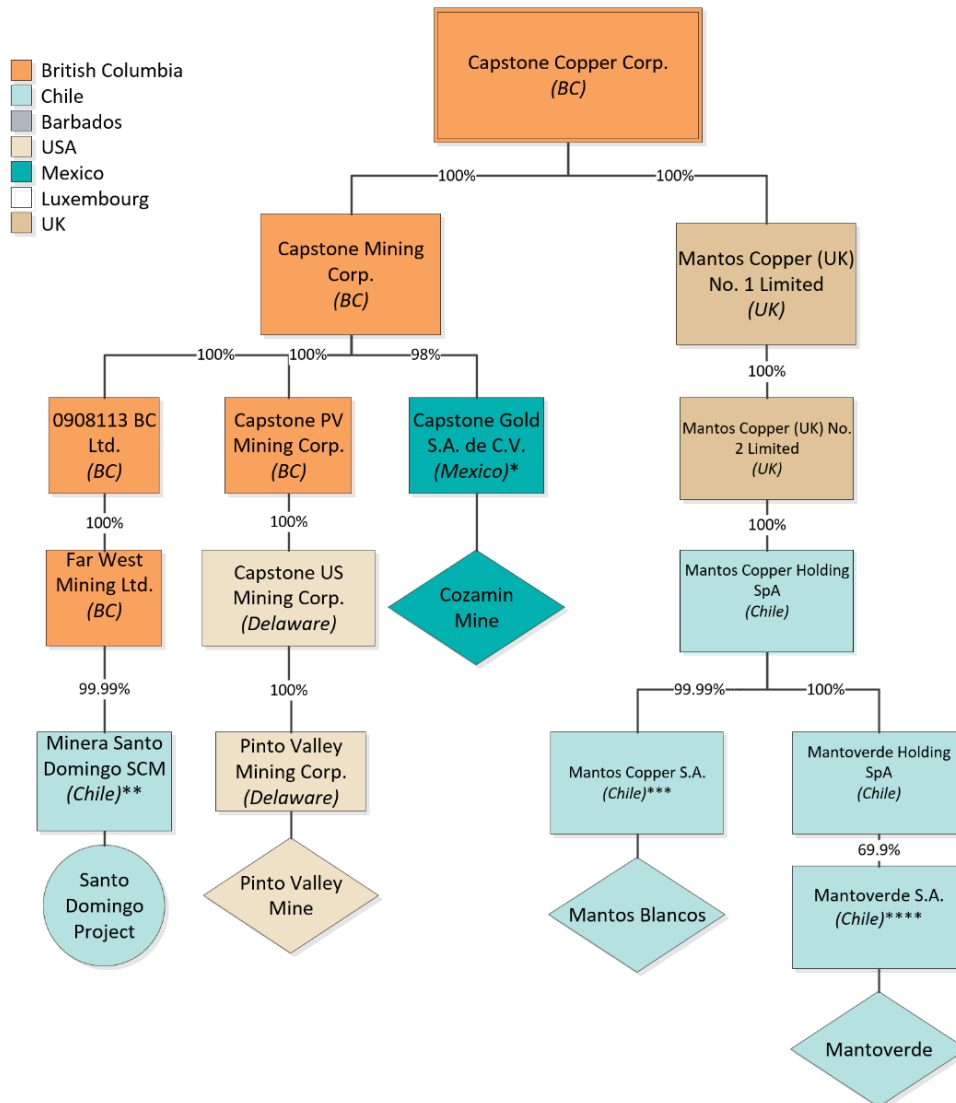 Capstone Copper Corp.
(BC)
British Columbia
Chile
Barbados
USA
Mexico
Luxembourg
UK
100%
100%
Capstone Mining
Corp.
(BC)
Mantos Copper (UK)
No. 1 Limited
(UK)
100%
100%
98%
100%
0908113 BC
Ltd.
(BC)
Capstone PV
Mining Corp.
(BC)
Capstone Gold
S.A. de C.V.
(Mexico)*
Mantos Copper (UK) No.
2 Limited
(UK)
100%
100%
100%
Far West
Mining Ltd.
(BC)
Capstone US
Mining Corp.
(Delaware)
Cozamin
Mine
Mantos Copper Holding
SpA
(Chile)
99.99%
100%
99.99%
100%
Minera Santo
Domingo SCM
(Chile)**
Pinto Valley
Mining Corp.
(Delaware)
Mantos Copper S.A.
(Chile)***
Mantoverde Holding
SpA
(Chile)
69.9%
Santo
Domingo
Project
Pinto Valley
Mine
Mantos Blancos
Mantoverde S.A.
(Chile)****
Mantoverde